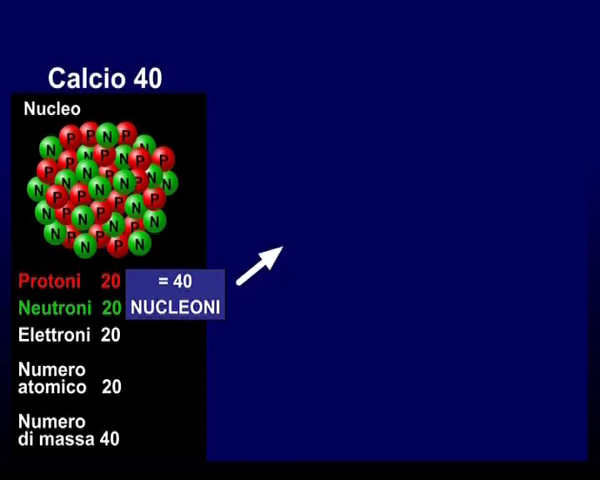 Calcio 40
Nucleo
Protoni 20 = 40
Neutroni 20 NUCLEONI
Elettroni 20
Numero
atomico 20
Numero
di massa 40